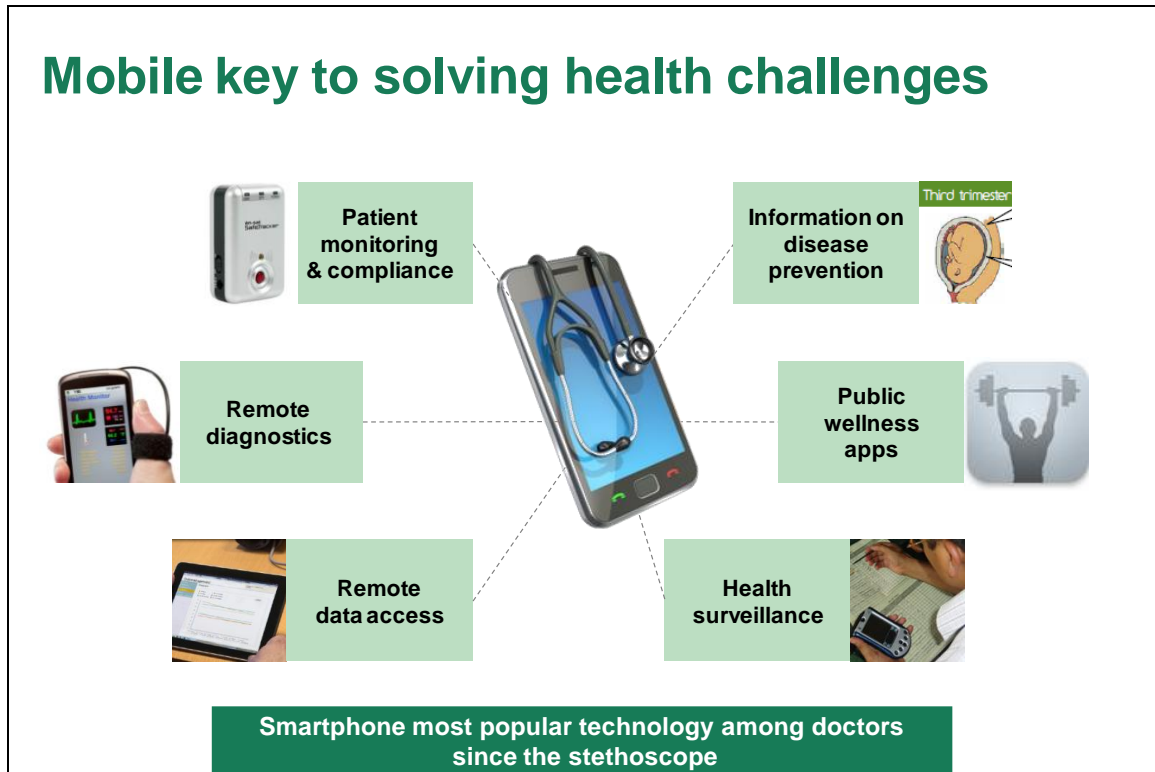 Mobile key to solving health challenges
Patient
monitoring
& compliance
Information on
disease
prevention
Third trimester
Remote
diagnostics
Health Monitor
Public
wellness
apps
Remote
data access
Health
surveillance
Smartphone most popular technology among doctors
since the stethoscope